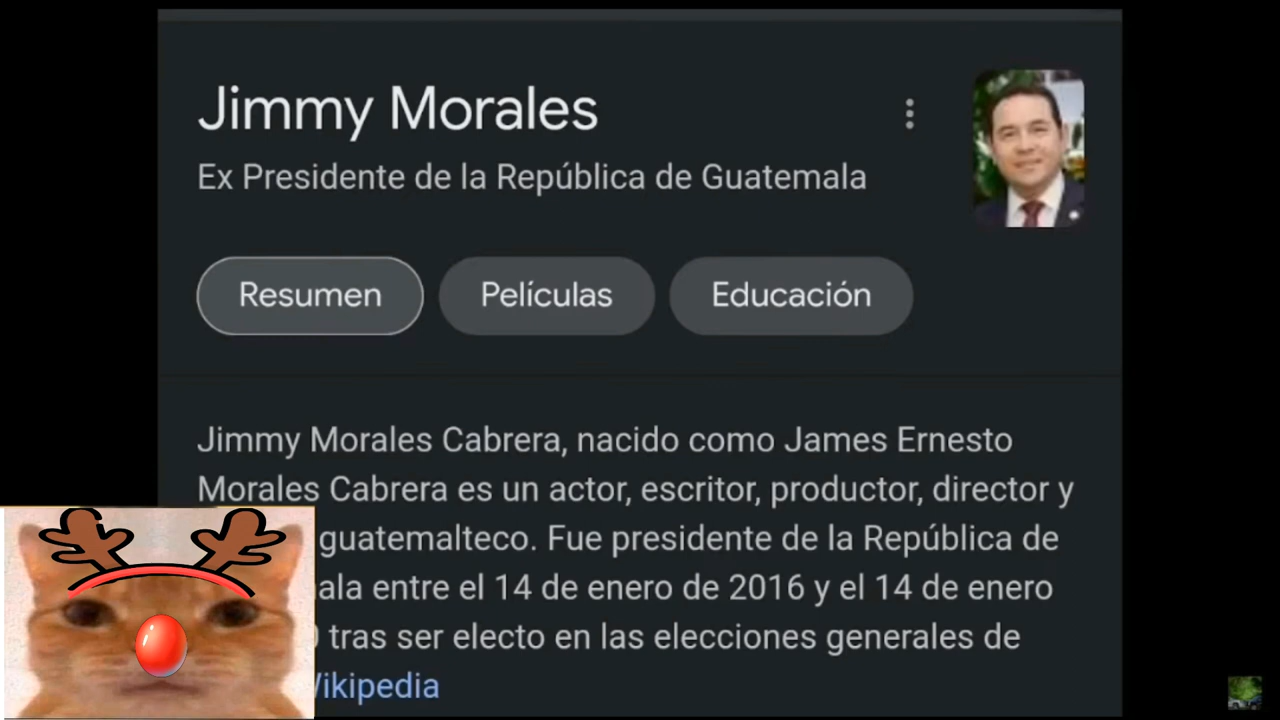 Jimmy Morales
Ex Presidente de la República de Guatemala
Resumen Películas Educación
Jimmy Morales Cabrera, nacido como James Ernesto
Morales Cabrera es un actor, escritor, productor, director y
guatemalteco. Fue presidente de la República de
ala entre el 14 de enero de 2016 y el 14 de enero
tras ser electo en las elecciones generales de
Wikipedia